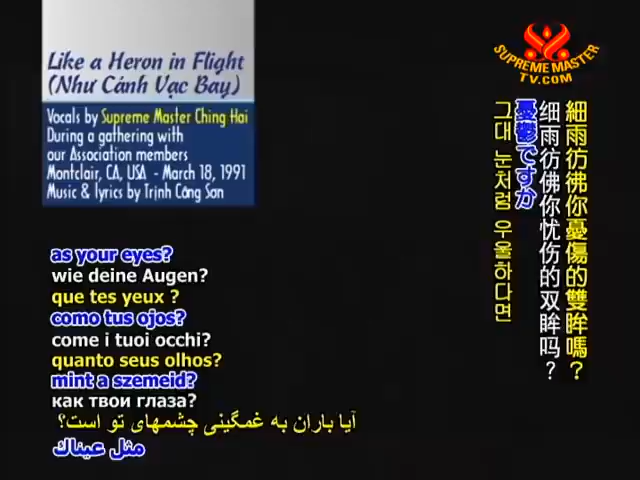 Like a Heron in Flight
(Như Cánh Vạc Bay)
Vocals by Supreme Master Ching Hai
During a gathering with
our Association members
Montclair, CA, USA - March 18, 1991
Music & lyrics by Trịnh Công Sơn
SUPREME MASTER
TV.COM
細雨彷彿你憂傷的雙眸嗎？
细雨彷佛你忧伤的双眸吗？
憂鬱ですか
그대 눈처럼 우울하다면
as your eyes?
wie deine Augen?
que tes yeux ?
como tus ojos?
come i tuoi occhi?
quanto seus olhos?
mint a szemeid?
как твои глаза?
آیا باران به غمگینی چشمهای تو است؟
مثل عيناك